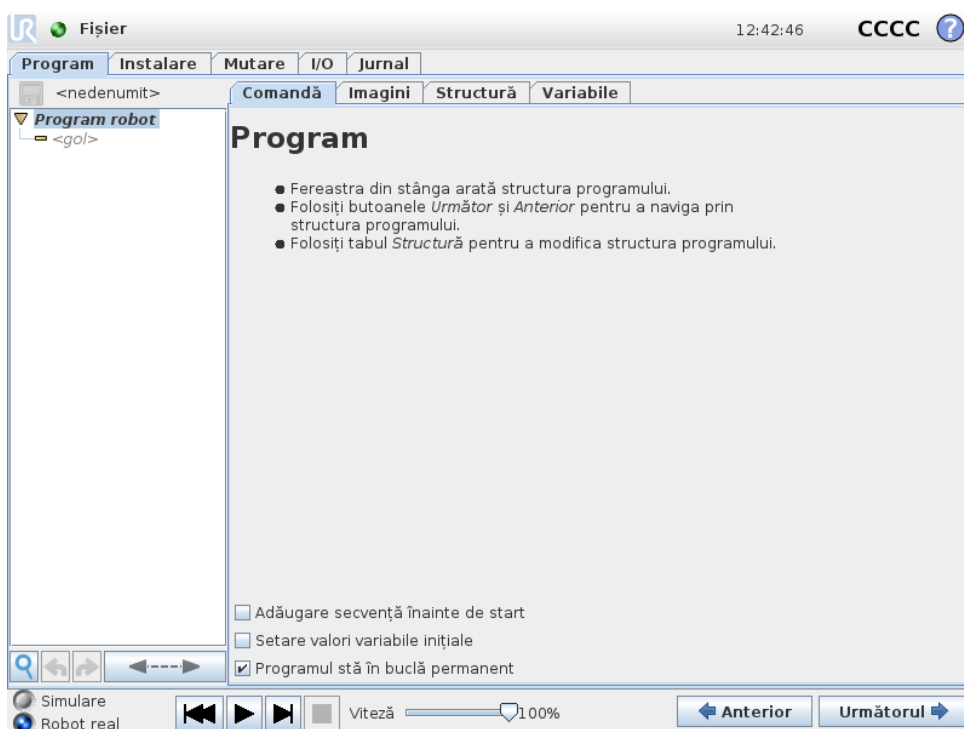 UR Fișier 12:42:46 CCCC ?
Program Instalare Mutare I/O Jurnal
<nedenumit>
Comandă Imagini Structură Variabile
Program robot
<gol>
Program
Fereastra din stânga arată structura programului.
Folosiți butoanele Următor și Anterior pentru a naviga prin
structura programului.
Folosiți tabul Structură pentru a modifica structura programului.
Adăugare secvență înainte de start
Setare valori variabile inițiale
Programul stă în buclă permanent
Simulare
Robot real
Viteză 100%
Anterior Următorul